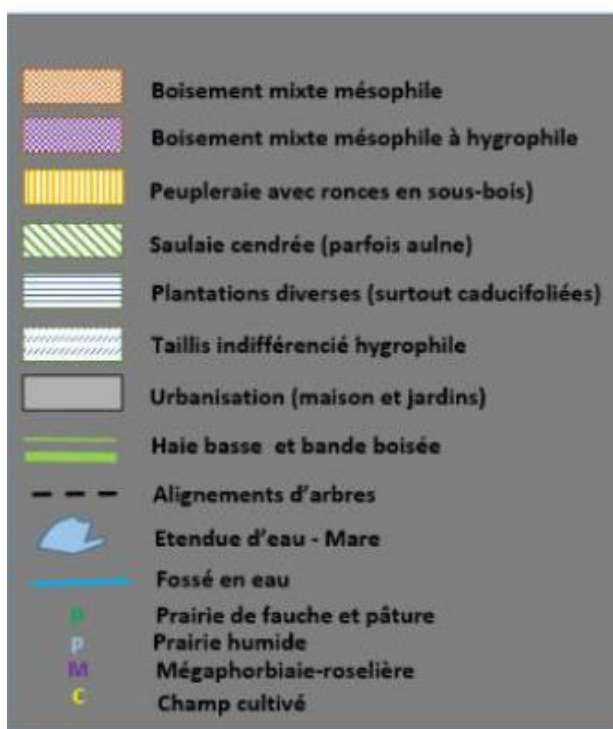 Boisement mixte mésophile
Boisement mixte mésophile à hygrophile
Peupleraie avec ronces en sous-bois)
Saulaie cendrée (parfois aulne)
Plantations diverses (surtout caducifoliées)
Taillis indifférencié hygrophile
Urbanisation (maison et jardins)
Haie basse et bande boisée
Alignements d'arbres
Etendue d'eau - Mare
Fossé en eau
p Prairie de fauche et pâture
p Prairie humide
M Mégaphorbiaie-roselière
c Champ cultivé